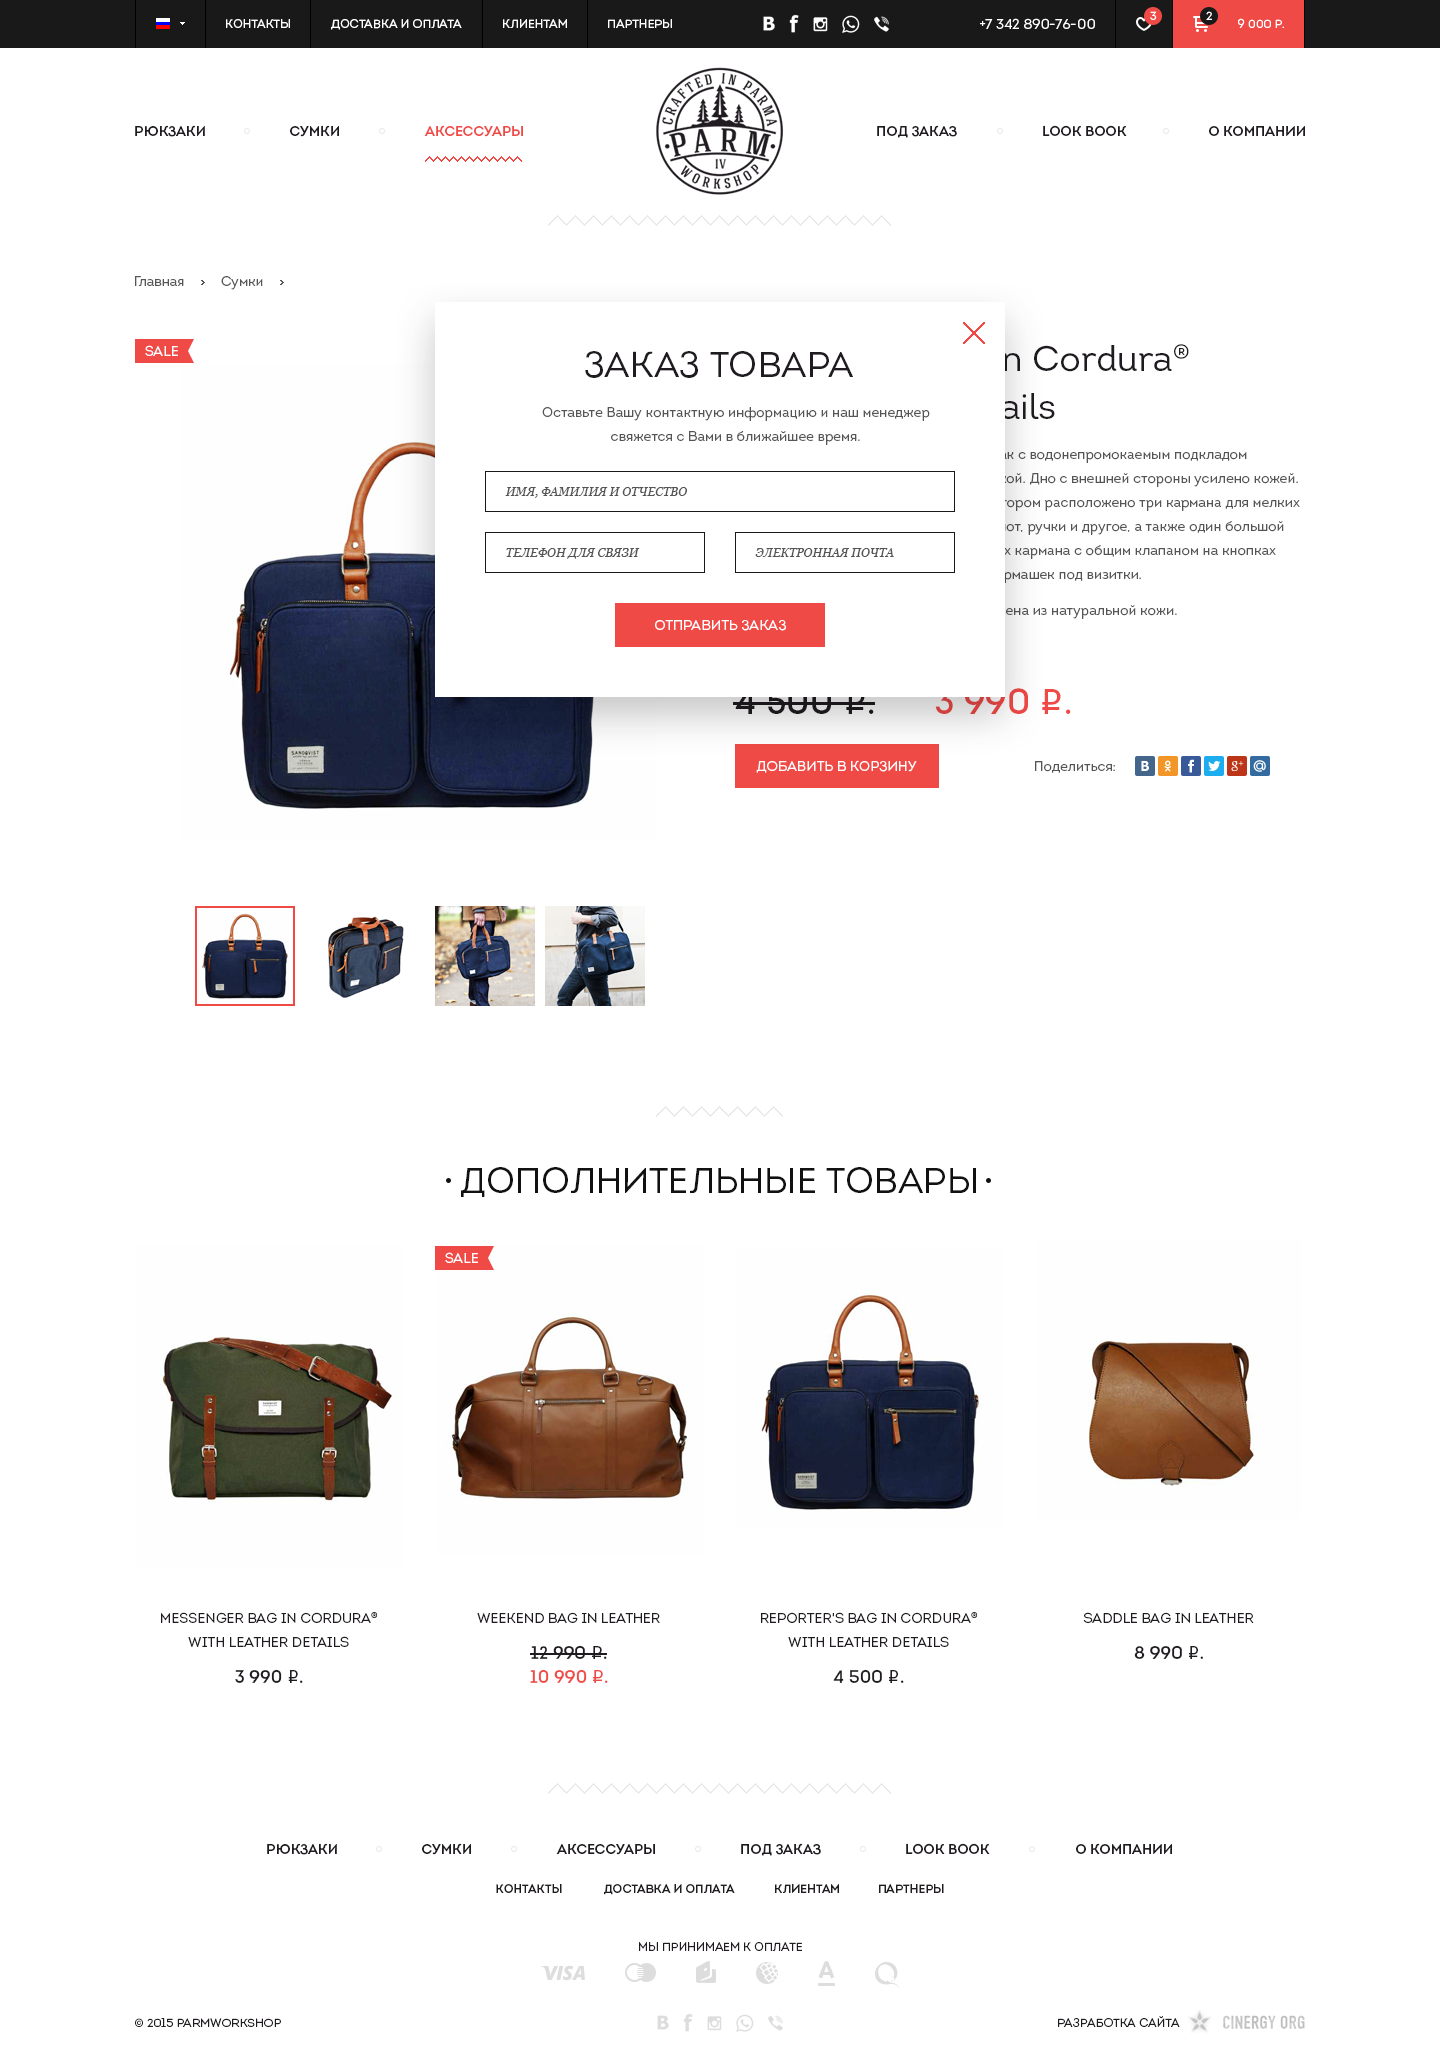 КОНТАКТЫ
ДОСТАВКА И ОПЛАТА
КЛИЕНТАМ
ПАРТНЕРЫ
+7 342 890-76-00
3
2
9 000 Р.
РЮКЗАКИ
СУМКИ
АКСЕССУАРЫ
CRAFTED IN PARMA
PARM
IV
WORKSHOP
ПОД ЗАКАЗ
LOOK BOOK
О КОМПАНИИ
Главная > Сумки >
SALE
ЗАКАЗ ТОВАРА
Оставьте Вашу контактную информацию и наш менеджер
свяжется с Вами в ближайшее время.
ИМЯ, ФАМИЛИЯ И ОТЧЕСТВО
ТЕЛЕФОН ДЛЯ СВЯЗИ
ЭЛЕКТРОННАЯ ПОЧТА
ОТПРАВИТЬ ЗАКАЗ
n Cordura®
ails
ак с водонепромокаемым подкладом
кой. Дно с внешней стороны усилено кожей.
тором расположено три кармана для мелких
от, ручки и другое, а также один большой
х кармана с общим клапаном на кнопках
рмашек под визитки.
ена из натуральной кожи.
4 500 ₽.
3 990 ₽.
ДОБАВИТЬ В КОРЗИНУ
Поделиться:
SANDQVIST
· ДОПОЛНИТЕЛЬНЫЕ ТОВАРЫ ·
SALE
MESSENGER BAG IN CORDURA®
WITH LEATHER DETAILS
3 990 ₽.
WEEKEND BAG IN LEATHER
12 990 ₽.
10 990 ₽.
REPORTER'S BAG IN CORDURA®
WITH LEATHER DETAILS
4 500 ₽.
SADDLE BAG IN LEATHER
8 990 ₽.
РЮКЗАКИ
СУМКИ
АКСЕССУАРЫ
ПОД ЗАКАЗ
LOOK BOOK
О КОМПАНИИ
КОНТАКТЫ
ДОСТАВКА И ОПЛАТА
КЛИЕНТАМ
ПАРТНЕРЫ
МЫ ПРИНИМАЕМ К ОПЛАТЕ
VISA
© 2015 PARMWORKSHOP
РАЗРАБОТКА САЙТА
CINERGY ORG